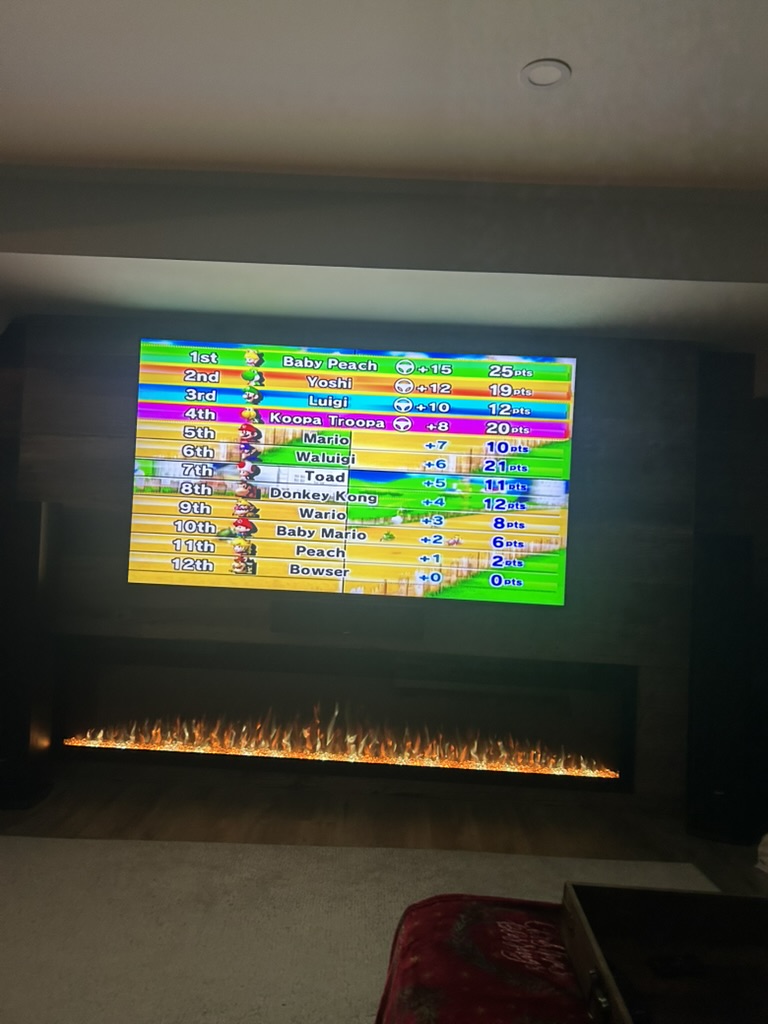 1st Baby Peach +15 25pts
2nd Yoshi +12 19pts
3rd Luigi +10 12pts
4th Koopa Troopa +8 20pts
5th Mario +7 10pts
6th Waluigi +6 21pts
7th Toad +5 11pts
8th Donkey Kong +4 12pts
9th Wario +3 8pts
10th Baby Mario +2 6pts
11th Peach +1 2pts
12th Bowser +0 0pts